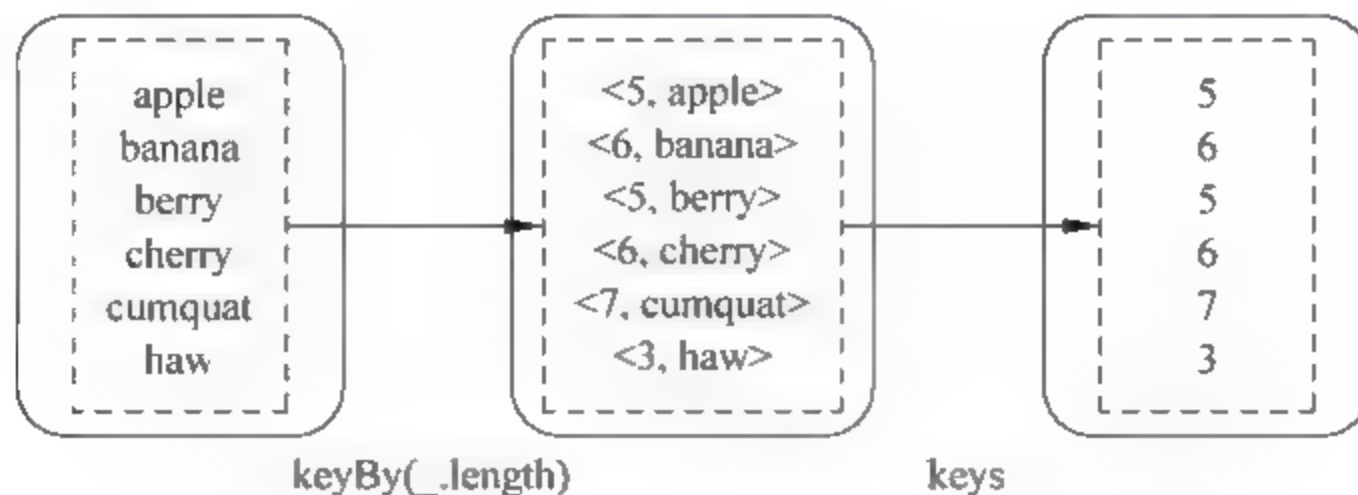 apple
banana
berry
cherry
cumquat
haw
<5, apple>
<6, banana>
<5, berry>
<6, cherry>
<7, cumquat>
<3, haw>
5
6
5
6
7
3
keyBy(_.length)
keys